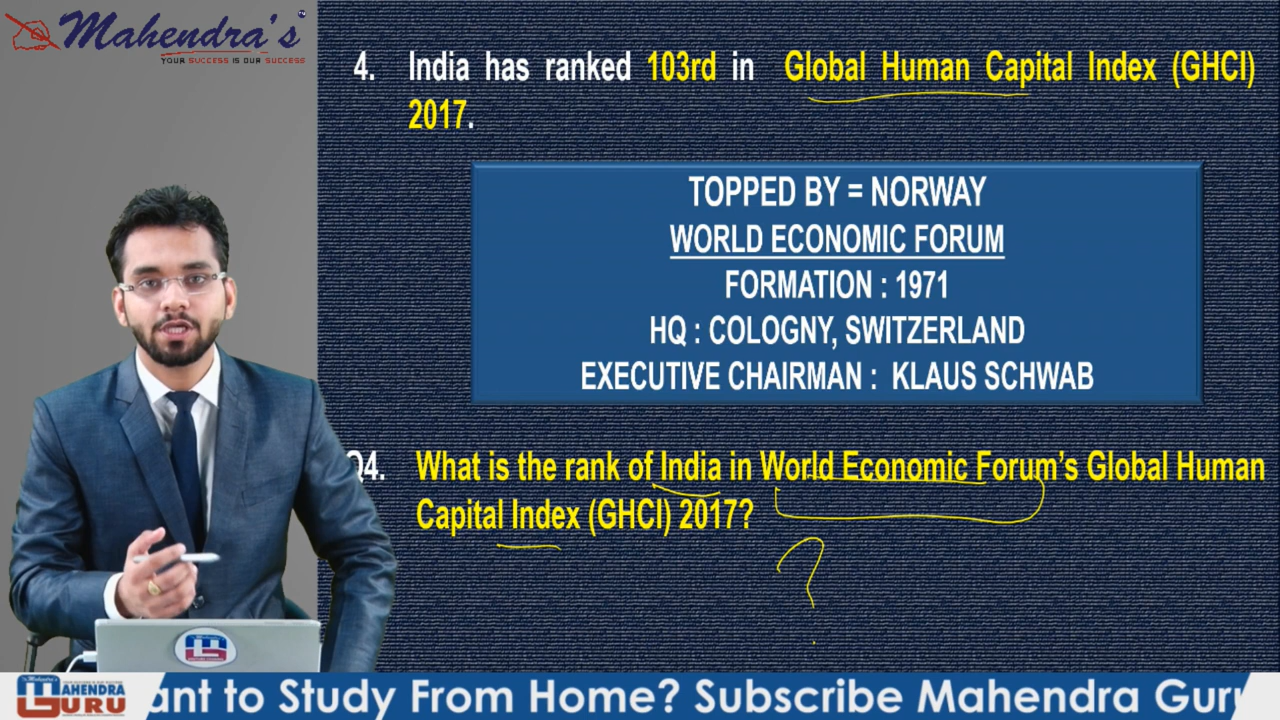 Mahendra's
YOUR SUCCESS IS OUR SUCCESS
4. India has ranked 103rd in Global Human Capital Index (GHCI)
2017.
TOPPED BY = NORWAY
WORLD ECONOMIC FORUM
FORMATION : 1971
HQ : COLOGNY, SWITZERLAND
EXECUTIVE CHAIRMAN : KLAUS SCHWAB
Q4. What is the rank of India in World Economic Forum's Global Human
Capital Index (GHCI) 2017?
?
MAHENDRA
GURU
ant to Study From Home? Subscribe Mahendra Guru